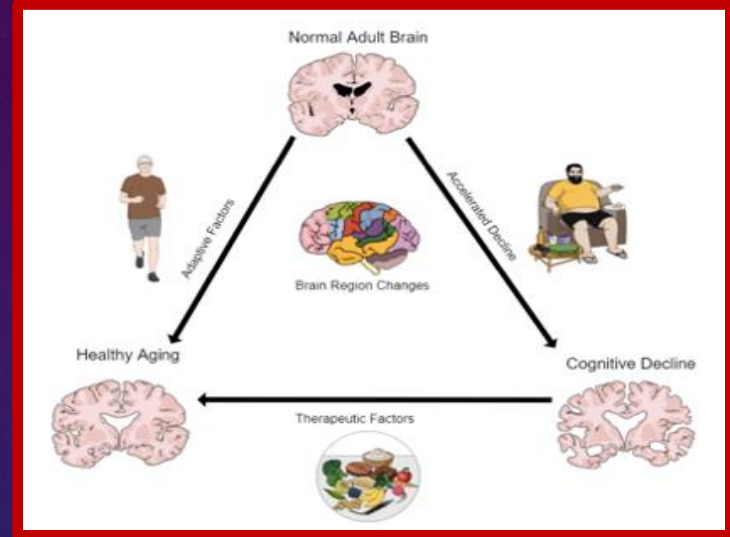 Normal Adult Brain
Adaptive Factors
Accelerated Decline
Brain Region Changes
Healthy Aging
Cognitive Decline
Therapeutic Factors